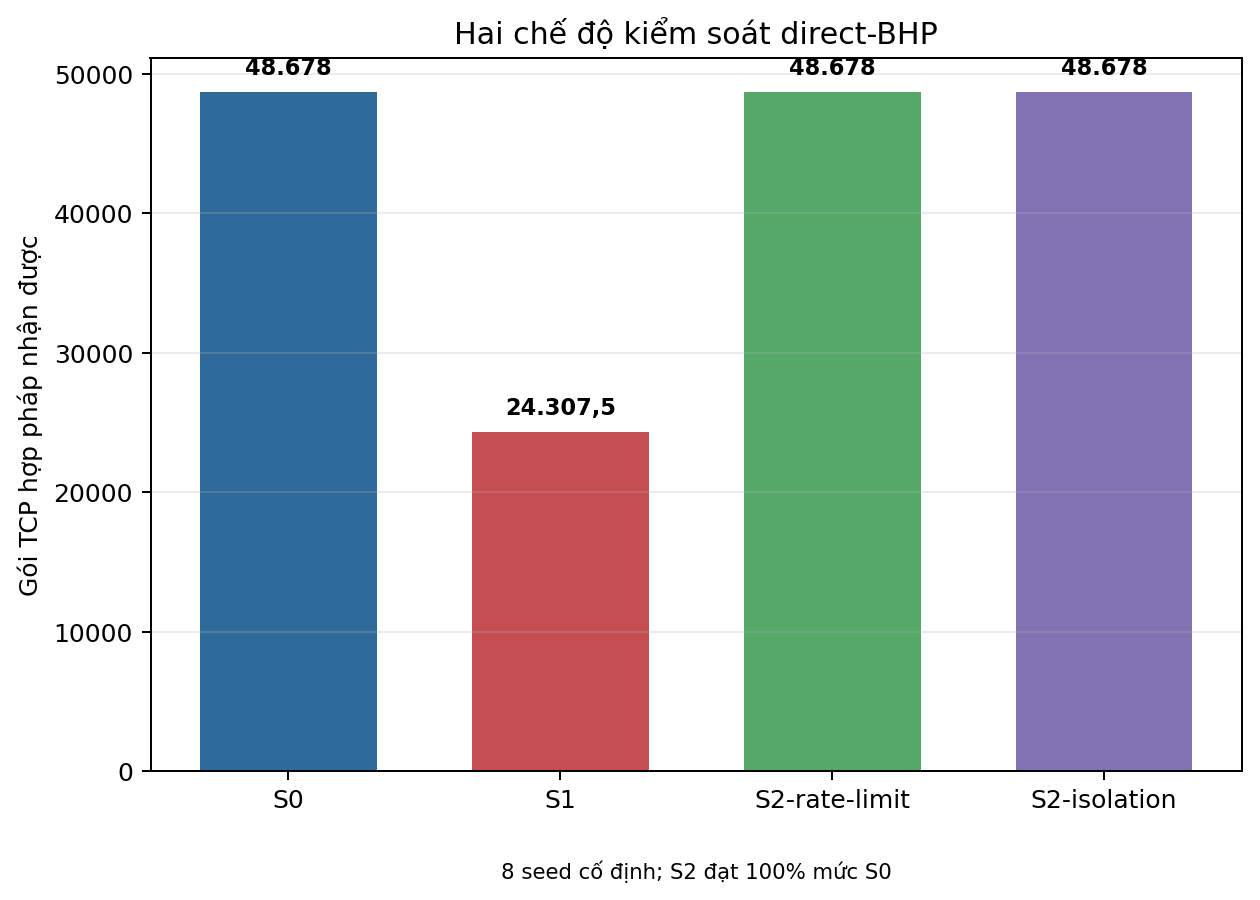 Hai chế độ kiểm soát direct-BHP
Gói TCP hợp pháp nhận được
50000
40000
30000
20000
10000
0
48.678
24.307,5
48.678
48.678
S0
S1
S2-rate-limit
S2-isolation
8 seed cố định; S2 đạt 100% mức S0